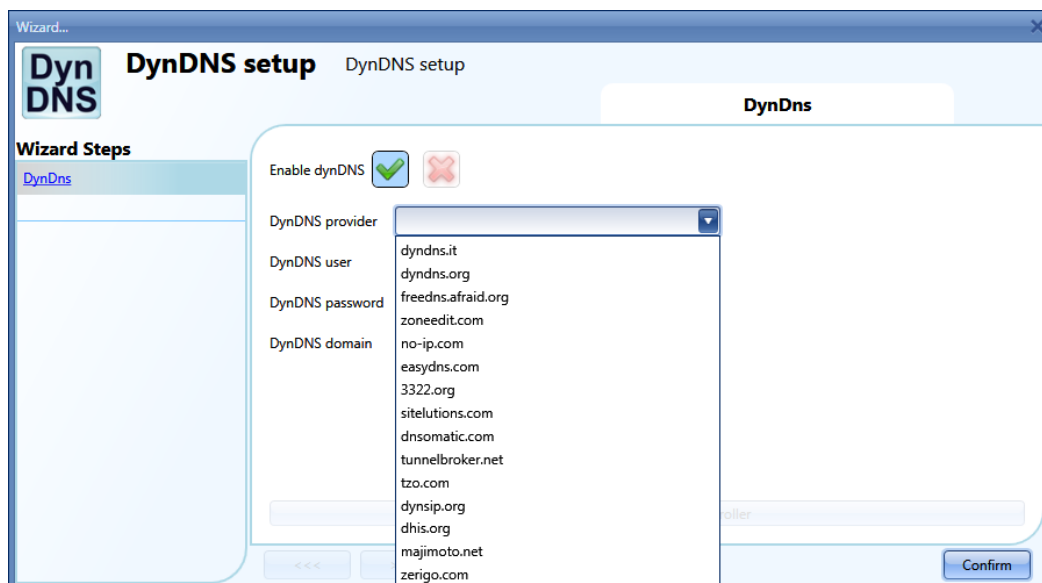 Wizard...
Dyn
DNS
DynDNS setup DynDNS setup
DynDns
Wizard Steps
DynDns
Enable dynDNS
DynDNS provider
DynDNS user
DynDNS password
DynDNS domain
dyndns.it
dyndns.org
freedns.afraid.org
zoneedit.com
no-ip.com
easydns.com
3322.org
sitelutions.com
dnsomatic.com
tunnelbroker.net
tzo.com
dynsip.org
dhis.org
majimoto.net
zerigo.com
<<<
Confirm